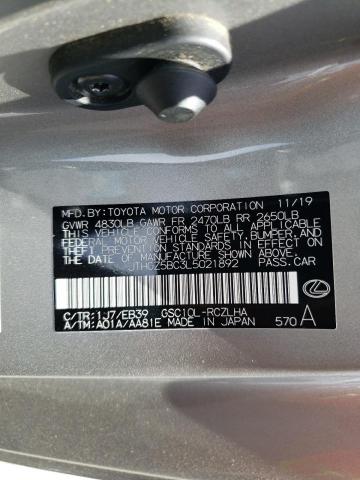 MFD. BY: TOYOTA MOTOR CORPORATION 11/19
GVWR 4830LB GAWR FR 2470LB RR 2650LB
THIS VEHICLE CONFORMS TO ALL APPLICABLE
FEDERAL MOTOR VEHICLE SAFETY, BUMPER, AND
THEFT PREVENTION STANDARDS IN EFFECT ON
THE DATE OF MANUFACTURE SHOWN ABOVE.
JTHGZ5BC3L5021892 PASS.CAR
C/TR: 1J7/EB39 GSC10L-RCZLHA
A/TM: A01A/AA81E MADE IN JAPAN 570 A